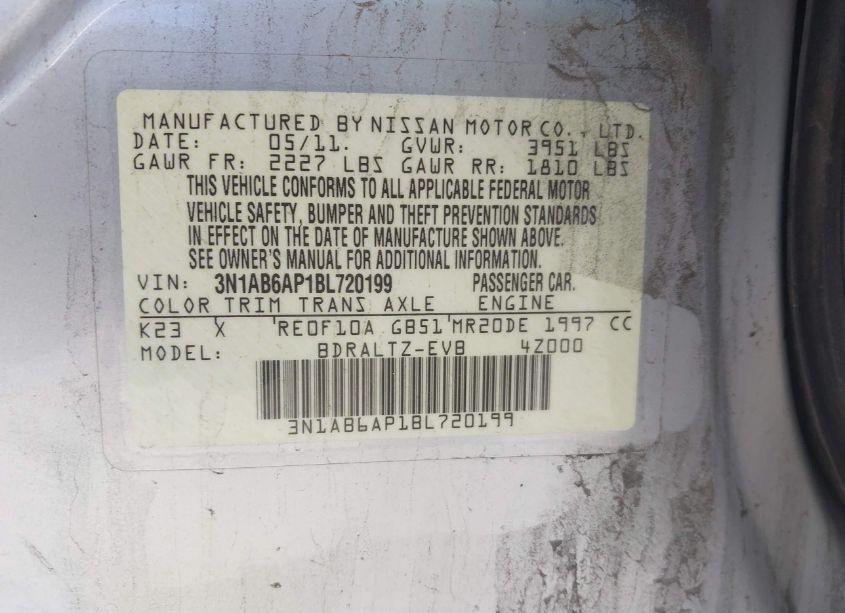 MANUFACTURED BY NISSAN MOTOR CO., LTD.
DATE: 05/11. GVWR: 3951 LBS
GAWR FR: 2227 LBS GAWR RR: 1810 LBS
THIS VEHICLE CONFORMS TO ALL APPLICABLE FEDERAL MOTOR
VEHICLE SAFETY, BUMPER AND THEFT PREVENTION STANDARDS
IN EFFECT ON THE DATE OF MANUFACTURE SHOWN ABOVE.
SEE OWNER'S MANUAL FOR ADDITIONAL INFORMATION.
VIN: 3N1AB6AP1BL720199 PASSENGER CAR.
COLOR TRIM TRANS AXLE ENGINE
K23 X RE0F10A GB51 MR20DE 1997 CC
MODEL: BDRALTZ-EVB 4Z000
3N1AB6AP1BL720199